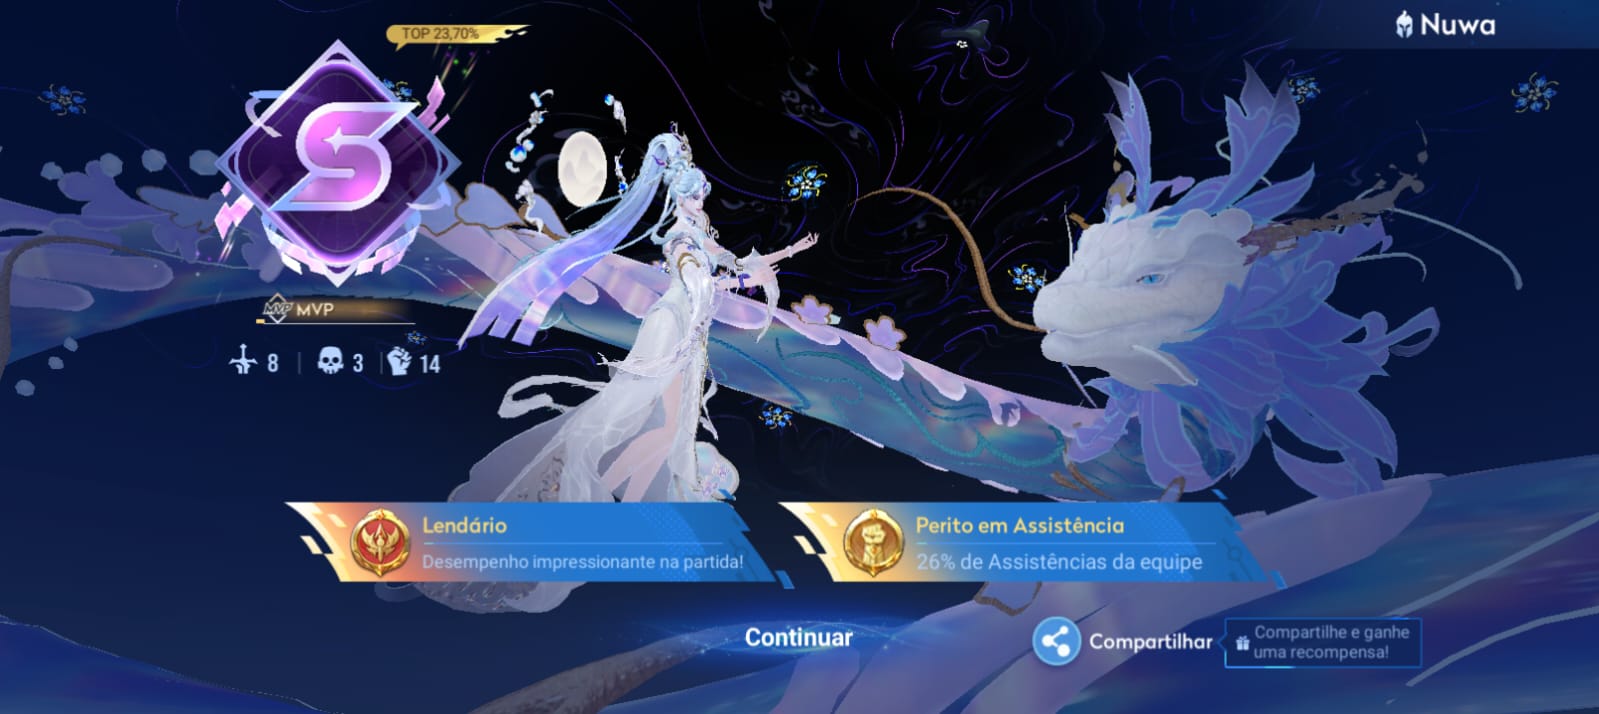 TOP 23,70%
Nuwa
S
MVP MVP
8 3 14
Lendário
Desempenho impressionante na partida!
Perito em Assistência
26% de Assistências da equipe
Continuar
Compartilhar
Compartilhe e ganhe
uma recompensa!